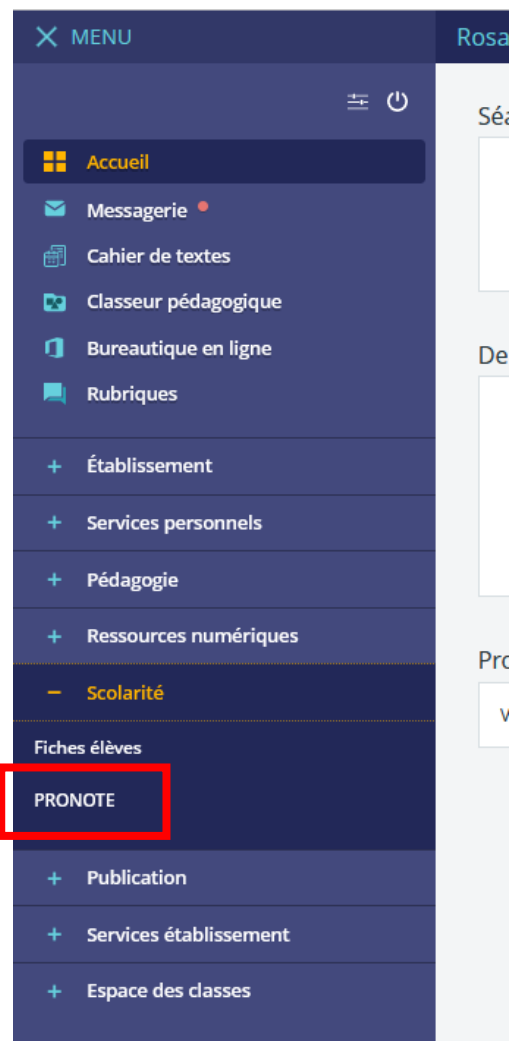 MENU
Rosa
Accueil
Messagerie
Cahier de textes
Classeur pédagogique
Bureautique en ligne
Rubriques
+ Établissement
+ Services personnels
+ Pédagogie
+ Ressources numériques
− Scolarité
Fiches élèves
PRONOTE
+ Publication
+ Services établissement
+ Espace des classes
Séa
De
Pro
v